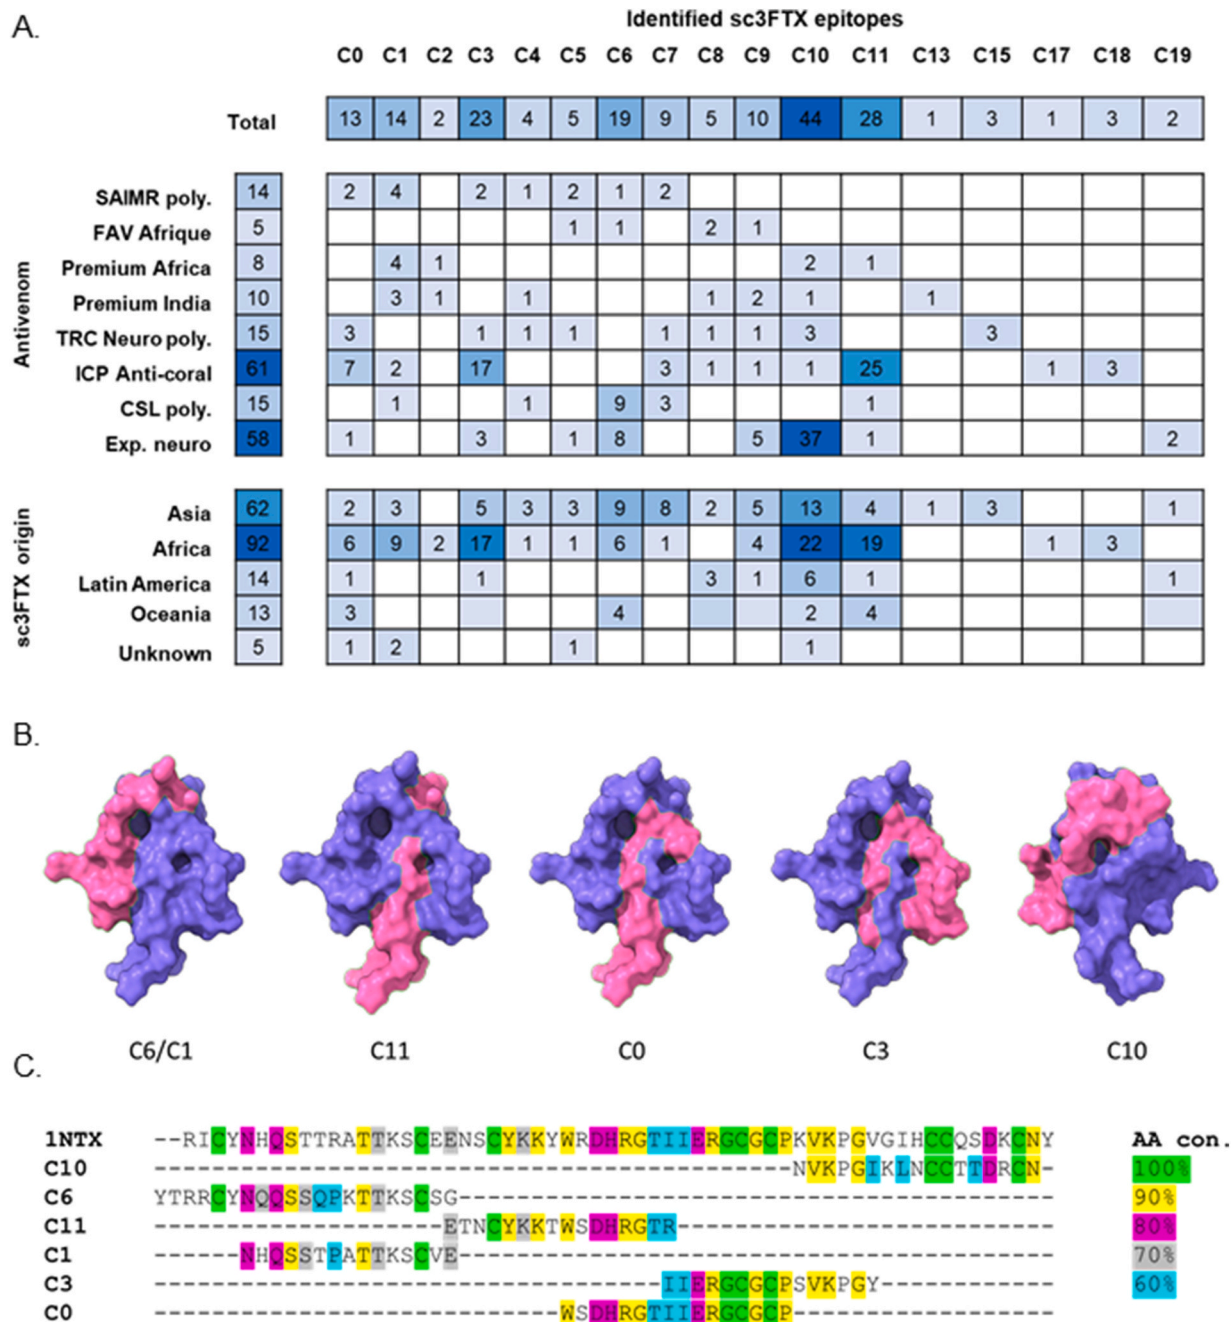 A.
Identified sc3FTX epitopes
C0 C1 C2 C3 C4 C5 C6 C7 C8 C9 C10 C11 C13 C15 C17 C18 C19
Total 13 14 2 23 4 5 19 9 5 10 44 28 1 3 1 3 2
Antivenom
SAIMR poly. 14 2 4 2 1 2 1 2
FAV Afrique 5 1 1 2 1
Premium Africa 8 4 1 2 1
Premium India 10 3 1 1 1 2 1 1
TRC Neuro poly. 15 3 1 1 1 1 1 1 3 3
ICP Anti-coral 61 7 2 17 3 1 1 1 25 1 3
CSL poly. 15 1 1 9 3 1
Exp. neuro 58 1 3 1 8 5 37 1 2
sc3FTX origin
Asia 62 2 3 5 3 3 9 8 2 5 13 4 1 3 1
Africa 92 6 9 2 17 1 1 6 1 4 22 19 1 3
Latin America 14 1 1 3 1 6 1 1
Oceania 13 3 4 2 4
Unknown 5 1 2 1 1
B.
C6/C1 C11 C0 C3 C10
C.
1NTX --RICYNHQSTTRATTKSCEENSCYKKYWRDHRGTIIERGCGCPKVKPGVGIHCCQSDKCNY AA con.
C10 --------------------------------------------NVKPGIKLNCCTTDRCN- 100%
C6 YTRRCYNQQSSQPKTTKSCSG----------------------------------------- 90%
C11 --------------------ETNCYKKTWSDHRGTR-------------------------- 80%
C1 ------NHQSSTPATTKSCVE----------------------------------------- 70%
C3 -----------------------------------IIERGCGCPSVKPGY------------ 60%
C0 ----------------------------WSDHRGTIIERGCGCP------------------